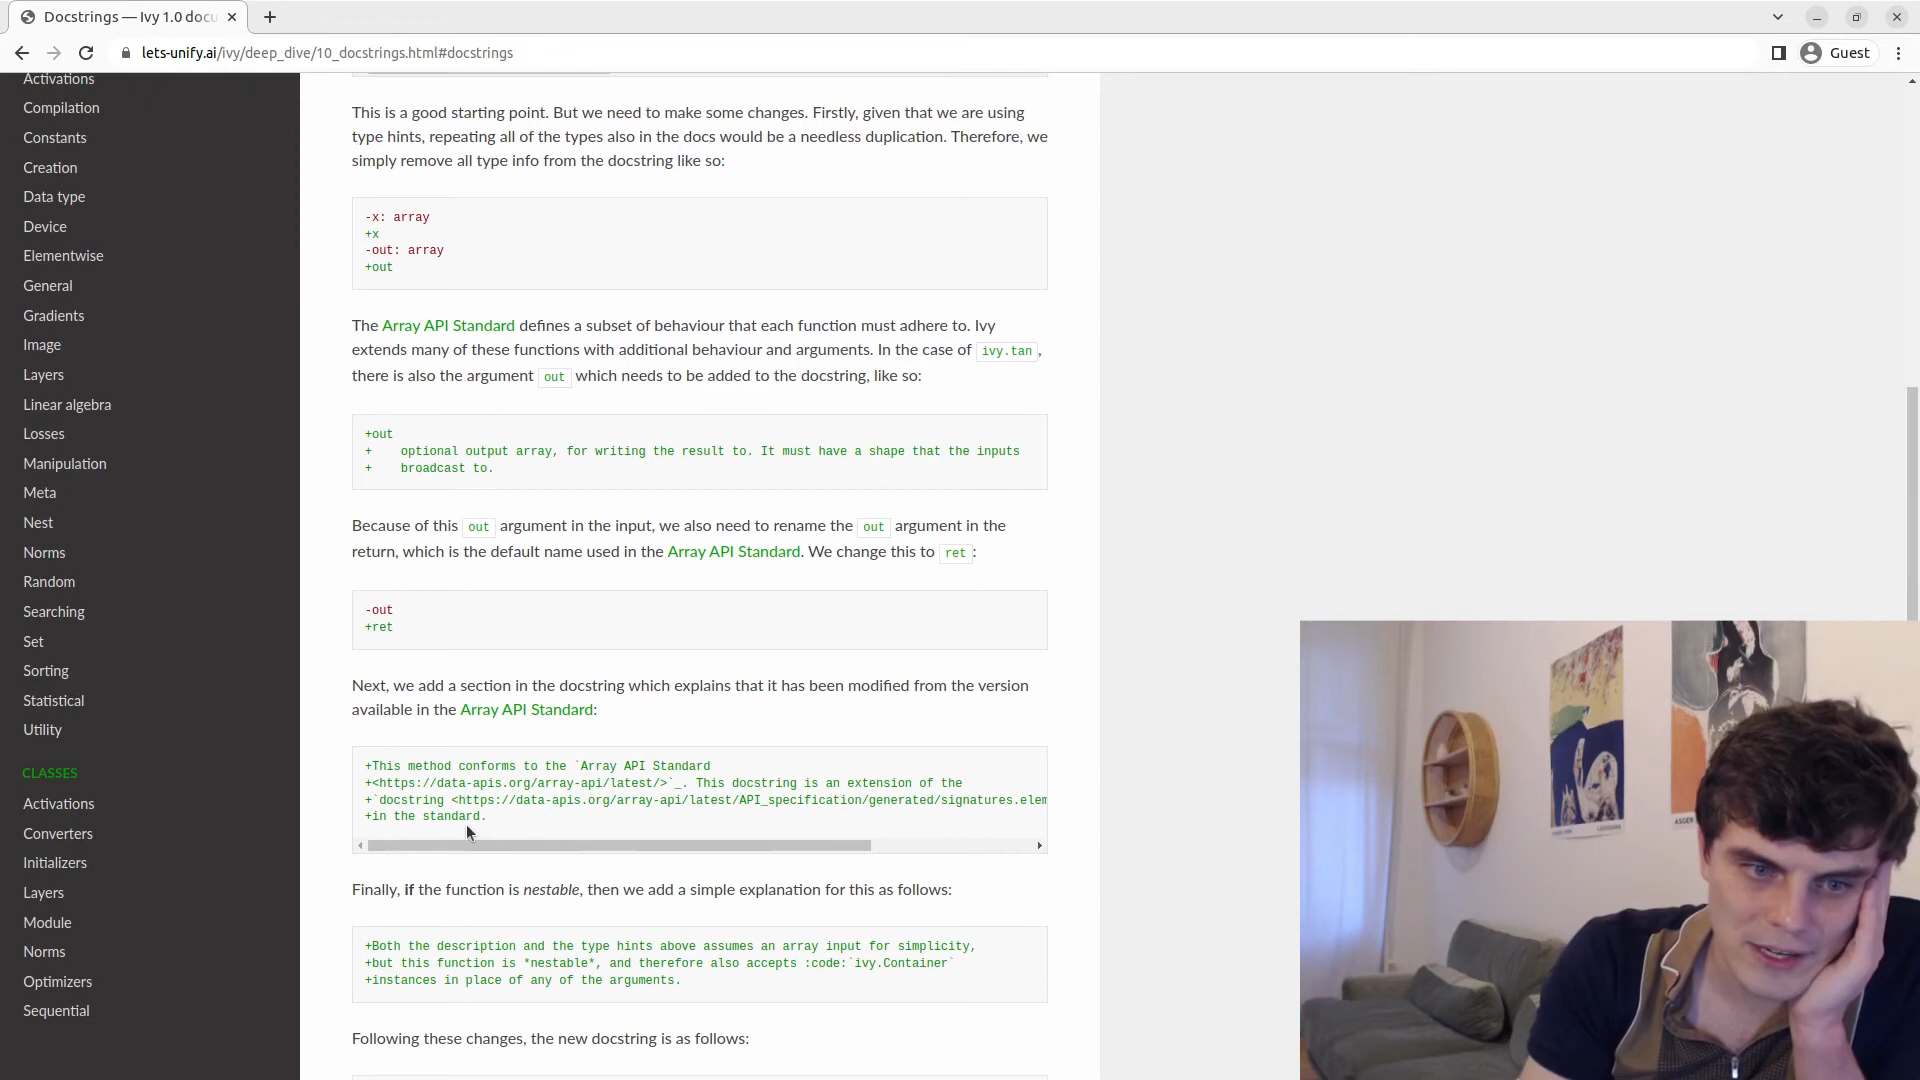 Docstrings — Ivy 1.0 docu
lets-unify.ai/ivy/deep_dive/10_docstrings.html#docstrings
Guest
Activations
Compilation
Constants
Creation
Data type
Device
Elementwise
General
Gradients
Image
Layers
Linear algebra
Losses
Manipulation
Meta
Nest
Norms
Random
Searching
Set
Sorting
Statistical
Utility
CLASSES
Activations
Converters
Initializers
Layers
Module
Norms
Optimizers
Sequential
This is a good starting point. But we need to make some changes. Firstly, given that we are using
type hints, repeating all of the types also in the docs would be a needless duplication. Therefore, we
simply remove all type info from the docstring like so:
-x: array
+x
-out: array
+out
The Array API Standard defines a subset of behaviour that each function must adhere to. Ivy
extends many of these functions with additional behaviour and arguments. In the case of ivy.tan,
there is also the argument out which needs to be added to the docstring, like so:
+out
+    optional output array, for writing the result to. It must have a shape that the inputs
+    broadcast to.
Because of this out argument in the input, we also need to rename the out argument in the
return, which is the default name used in the Array API Standard. We change this to ret:
-out
+ret
Next, we add a section in the docstring which explains that it has been modified from the version
available in the Array API Standard:
+This method conforms to the `Array API Standard
+<https://data-apis.org/array-api/latest/>`_. This docstring is an extension of the
+`docstring <https://data-apis.org/array-api/latest/API_specification/generated/signatures.elem
+in the standard.
Finally, if the function is nestable, then we add a simple explanation for this as follows:
+Both the description and the type hints above assumes an array input for simplicity,
+but this function is *nestable*, and therefore also accepts :code:`ivy.Container`
+instances in place of any of the arguments.
Following these changes, the new docstring is as follows: